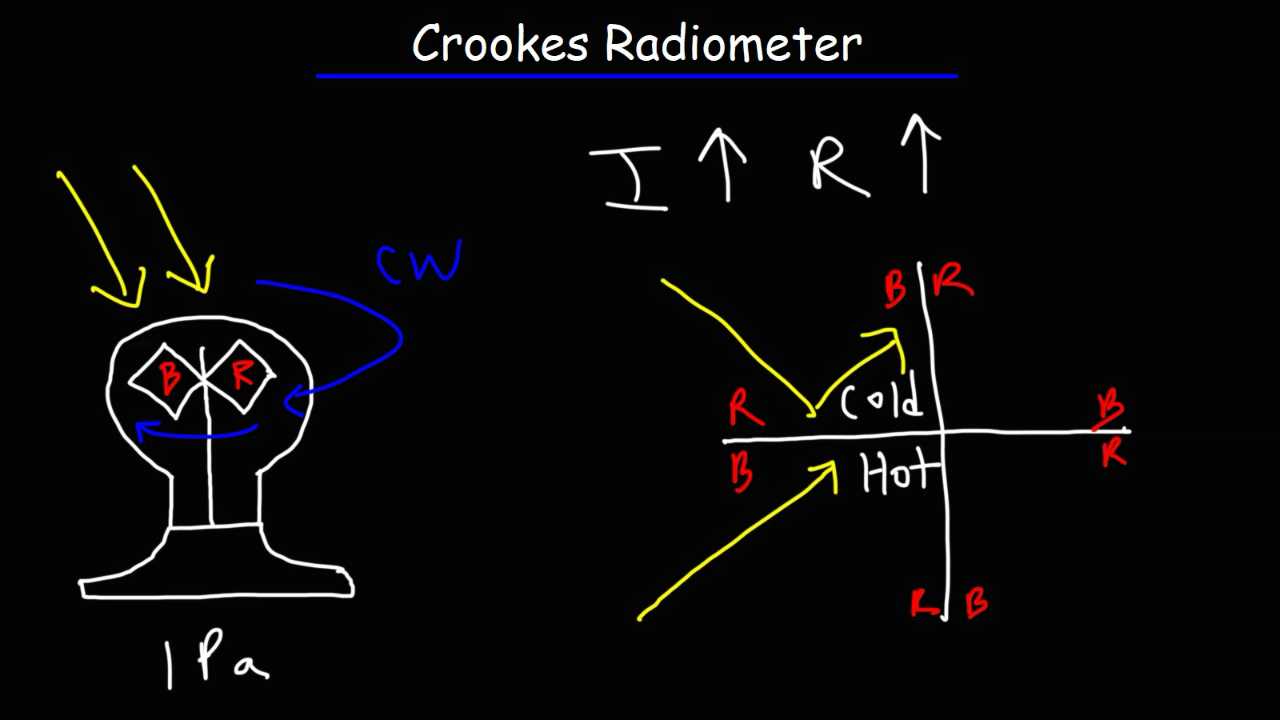 Crookes Radiometer
I ↑ R ↑
CW
B R
B R
Cold
R B
B R
Hot
R B
1 Pa